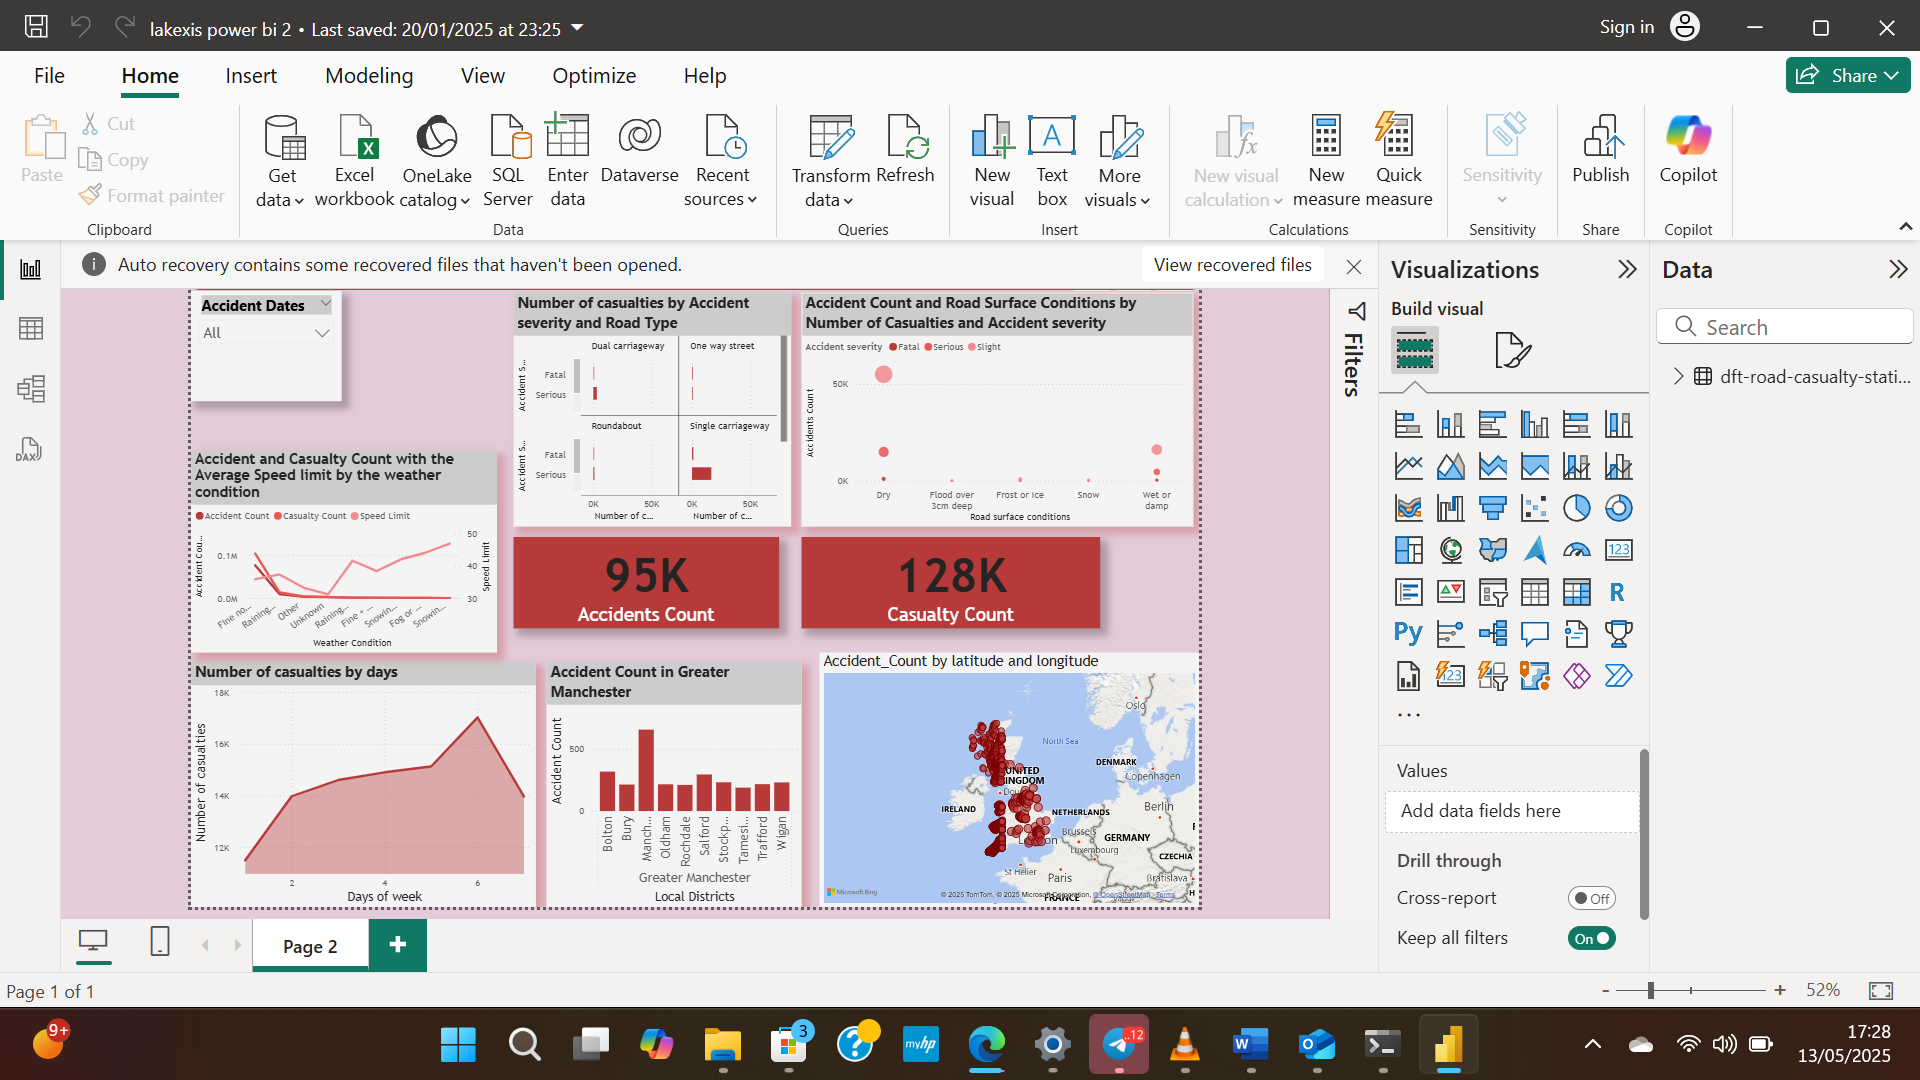 lakexis power bi 2 • Last saved: 20/01/2025 at 23:25
Sign in
File Home Insert Modeling View Optimize Help
Share
Paste
Cut
Copy
Format painter
Clipboard
Get data
Excel workbook
OneLake catalog
SQL Server
Enter data
Dataverse
Recent sources
Data
Transform data
Refresh
Queries
New visual
Text box
More visuals
Insert
New visual calculation
New measure
Quick measure
Calculations
Sensitivity
Sensitivity
Publish
Share
Copilot
Copilot
Auto recovery contains some recovered files that haven't been opened.
View recovered files
Accident Dates
All
Number of casualties by Accident
severity and Road Type
Dual carriageway
One way street
Accident S...
Fatal
Serious
Roundabout
Single carriageway
Accident S...
Fatal
Serious
0K 50K 0K 50K
Number of c... Number of c...
Accident Count and Road Surface Conditions by
Number of Casualties and Accident severity
Accident severity Fatal Serious Slight
Accidents Count
50K
0K
Dry
Flood over 3cm deep
Frost or Ice
Snow
Wet or damp
Road surface conditions
Accident and Casualty Count with the
Average Speed limit by the weather
condition
Accident Count Casualty Count Speed Limit
Accident Cou...
0.1M
0.0M
50
40
30
Speed Limit
Fine no...
Raining...
Other
Unknown
Raining...
Fine + ...
Snowin...
Fog or ...
Snowin...
Weather Condition
95K
Accidents Count
128K
Casualty Count
Number of casualties by days
Number of casualties
18K
16K
14K
12K
2 4 6
Days of week
Accident Count in Greater
Manchester
Accident Count
500
0
Bolton
Bury
Manch...
Oldham
Rochdale
Salford
Stockp...
Tamesi...
Trafford
Wigan
Greater Manchester
Local Districts
Accident_Count by latitude and longitude
Oslo
North Sea
DENMARK
Copenhagen
UNITED
INGDOM
Dou
IRELAND
NETHERLANDS
Berlin
Brussels
GERMANY
London
Luxembourg
CZECHIA
St Helier
Paris
Bratislava
FRANCE
Microsoft Bing
© 2025 TomTom, © 2025 Microsoft Corporation, © OpenStreetMap Terms
Filters
Visualizations
Build visual
123
R
Py
123
...
Values
Add data fields here
Drill through
Cross-report
Off
Keep all filters
On
Data
Search
dft-road-casualty-stati...
DAX
Page 2
+
Page 1 of 1
- + 52%
9+
3
myhp
..12
17:28
13/05/2025